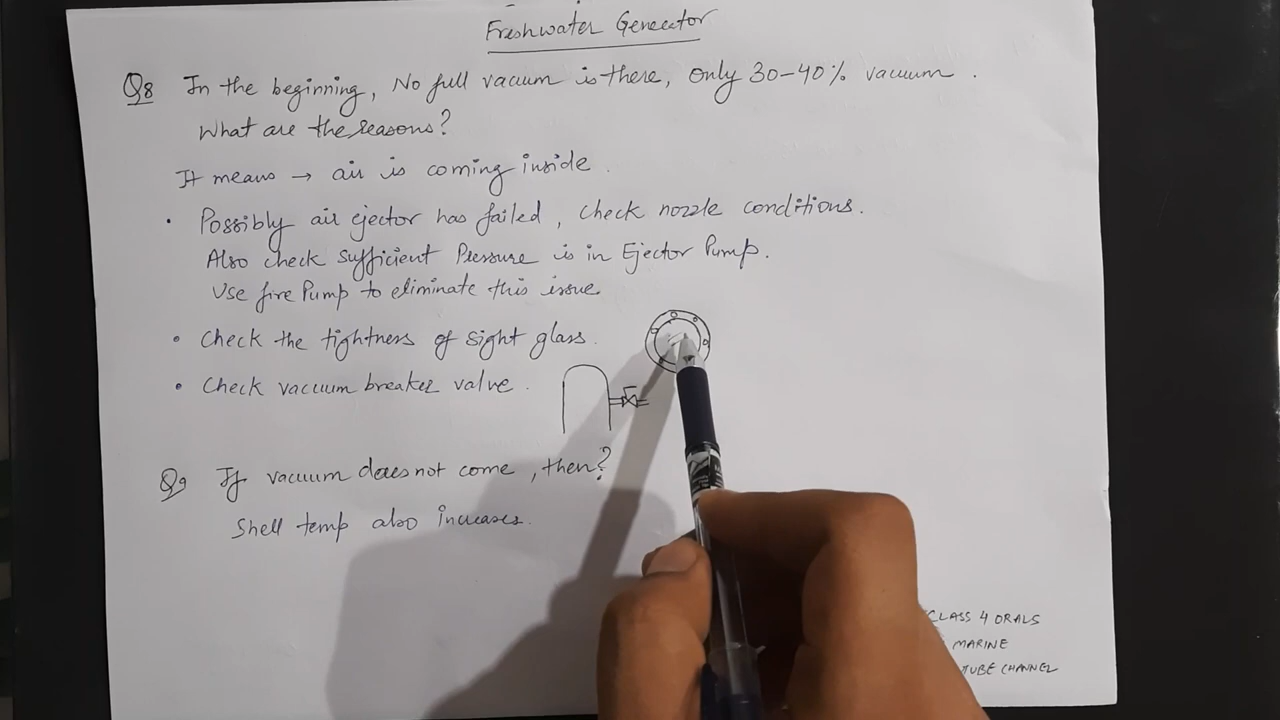 Freshwater Generator
Q8 In the beginning, No full vacuum is there, only 30-40% vacuum.
What are the reasons?
It means → air is coming inside.
• Possibly air ejector has failed, check nozzle conditions.
Also check sufficient Pressure is in Ejector Pump.
Use fire Pump to eliminate this issue.
• Check the tightness of sight glass.
• Check vacuum breaker valve.
Q9 If vacuum does not come, then?
Shell temp also increases.
CLASS 4 ORALS
MARINE
TUBE CHANNEL